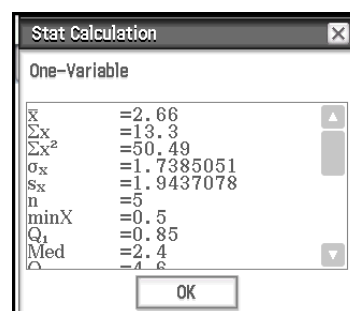 Stat Calculation
One-Variable
x̄ =2.66
Σx =13.3
Σx² =50.49
σx =1.7385051
sx =1.9437078
n =5
minX =0.5
Q₁ =0.85
Med =2.4
OK